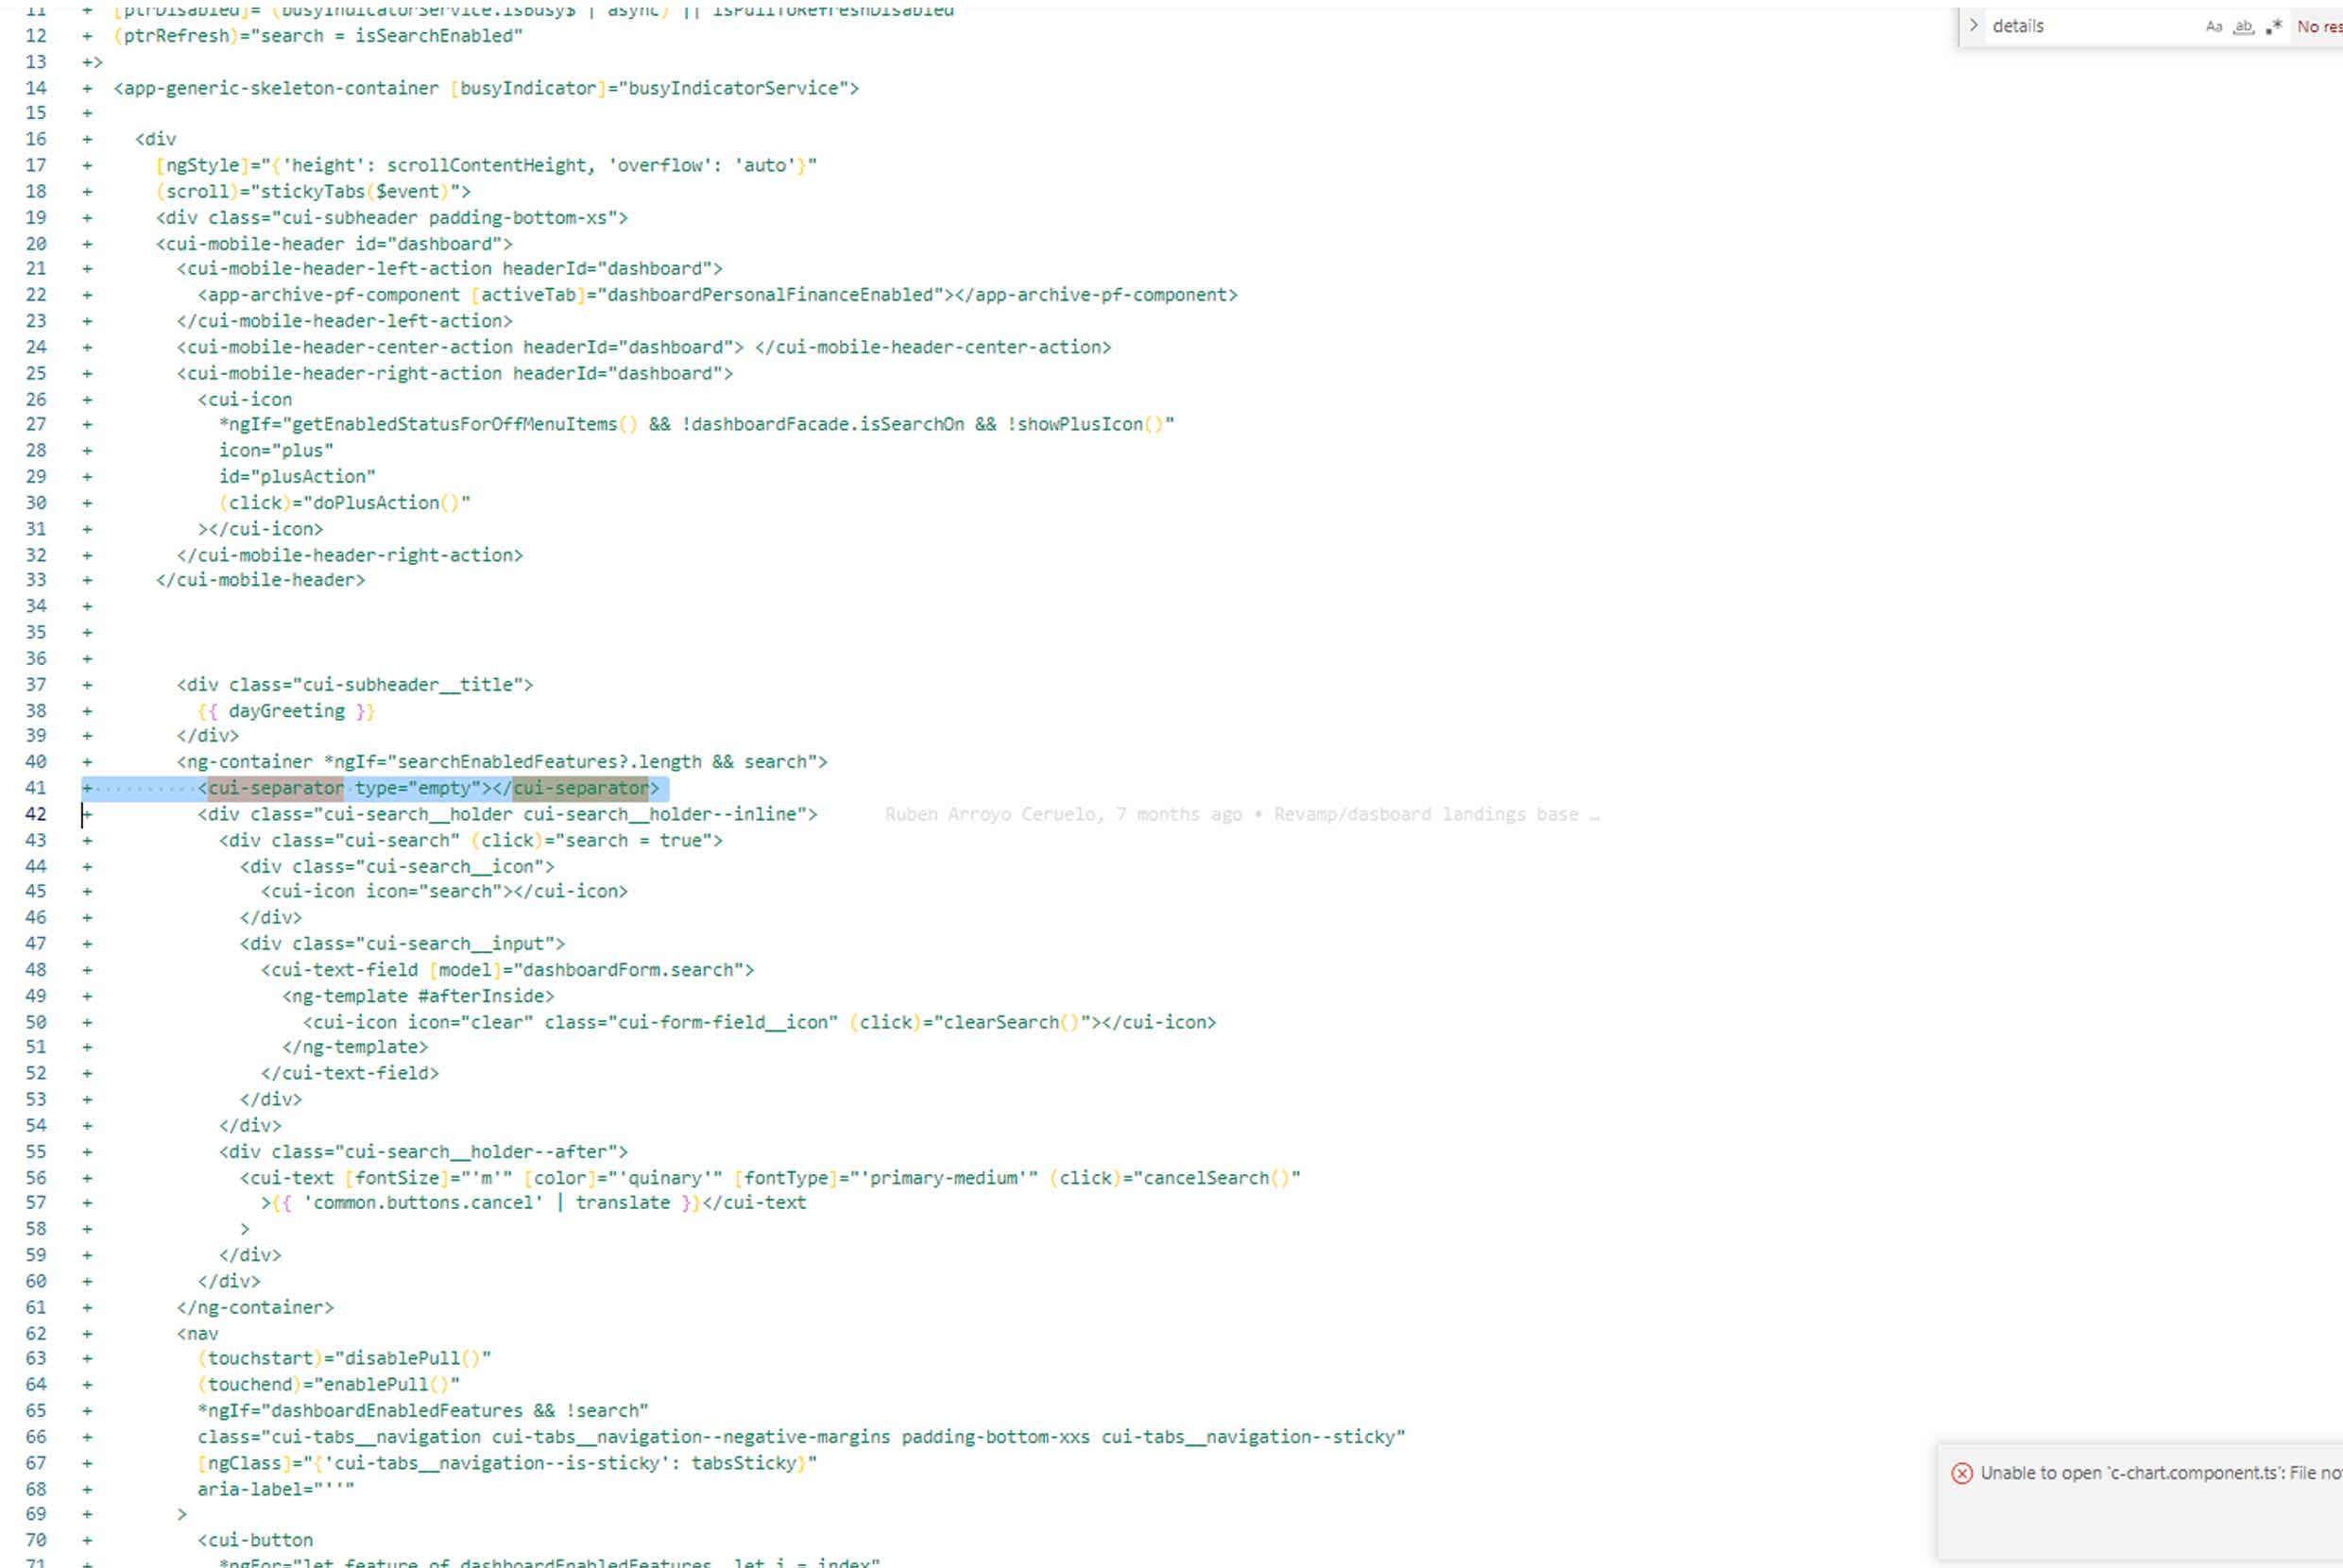 11 + [ptrDisabled]="(busyIndicatorService.isBusy$ | async) || isPullToRefreshDisabled"
details Aa ab .* No res
12 + (ptrRefresh)="search = isSearchEnabled"
13 +>
14 + <app-generic-skeleton-container [busyIndicator]="busyIndicatorService">
15 +
16 + <div
17 + [ngStyle]="{'height': scrollContentHeight, 'overflow': 'auto'}"
18 + (scroll)="stickyTabs($event)">
19 + <div class="cui-subheader padding-bottom-xs">
20 + <cui-mobile-header id="dashboard">
21 + <cui-mobile-header-left-action headerId="dashboard">
22 + <app-archive-pf-component [activeTab]="dashboardPersonalFinanceEnabled"></app-archive-pf-component>
23 + </cui-mobile-header-left-action>
24 + <cui-mobile-header-center-action headerId="dashboard"> </cui-mobile-header-center-action>
25 + <cui-mobile-header-right-action headerId="dashboard">
26 + <cui-icon
27 + *ngIf="getEnabledStatusForOffMenuItems() && !dashboardFacade.isSearchOn && !showPlusIcon()"
28 + icon="plus"
29 + id="plusAction"
30 + (click)="doPlusAction()"
31 + ></cui-icon>
32 + </cui-mobile-header-right-action>
33 + </cui-mobile-header>
34 +
35 +
36 +
37 + <div class="cui-subheader__title">
38 + {{ dayGreeting }}
39 + </div>
40 + <ng-container *ngIf="searchEnabledFeatures?.length && search">
41 + <cui-separator type="empty"></cui-separator>
42 + <div class="cui-search__holder cui-search__holder--inline"> Ruben Arroyo Ceruelo, 7 months ago • Revamp/dasboard landings base …
43 + <div class="cui-search" (click)="search = true">
44 + <div class="cui-search__icon">
45 + <cui-icon icon="search"></cui-icon>
46 + </div>
47 + <div class="cui-search__input">
48 + <cui-text-field [model]="dashboardForm.search">
49 + <ng-template #afterInside>
50 + <cui-icon icon="clear" class="cui-form-field__icon" (click)="clearSearch()"></cui-icon>
51 + </ng-template>
52 + </cui-text-field>
53 + </div>
54 + </div>
55 + <div class="cui-search__holder--after">
56 + <cui-text [fontSize]="'m'" [color]="'quinary'" [fontType]="'primary-medium'" (click)="cancelSearch()"
57 + >{{ 'common.buttons.cancel' | translate }}</cui-text
58 + >
59 + </div>
60 + </div>
61 + </ng-container>
62 + <nav
63 + (touchstart)="disablePull()"
64 + (touchend)="enablePull()"
65 + *ngIf="dashboardEnabledFeatures && !search"
66 + class="cui-tabs__navigation cui-tabs__navigation--negative-margins padding-bottom-xxs cui-tabs__navigation--sticky"
67 + [ngClass]="{'cui-tabs__navigation--is-sticky': tabsSticky}"
Unable to open 'c-chart.component.ts': File no
68 + aria-label="''"
69 + >
70 + <cui-button
71 + *ngFor="let feature of dashboardEnabledFeatures, let i = index"